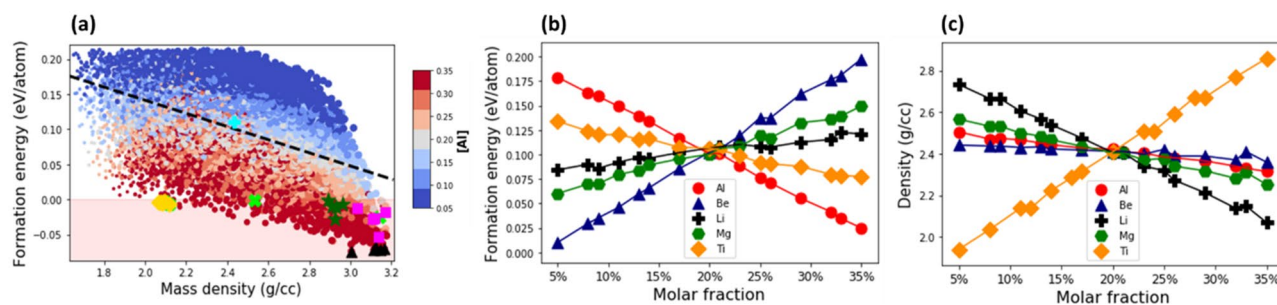 (a)
Formation energy (eV/atom)
0.20
0.15
0.10
0.05
0.00
−0.05
1.8 2.0 2.2 2.4 2.6 2.8 3.0 3.2
Mass density (g/cc)
0.35
0.30
0.25
0.20
0.15
0.10
0.05
[Al]
(b)
Formation energy (eV/atom)
0.200
0.175
0.150
0.125
0.100
0.075
0.050
0.025
0.000
Al
Be
Li
Mg
Ti
5% 10% 15% 20% 25% 30% 35%
Molar fraction
(c)
Density (g/cc)
2.8
2.6
2.4
2.2
2.0
Al
Be
Li
Mg
Ti
5% 10% 15% 20% 25% 30% 35%
Molar fraction